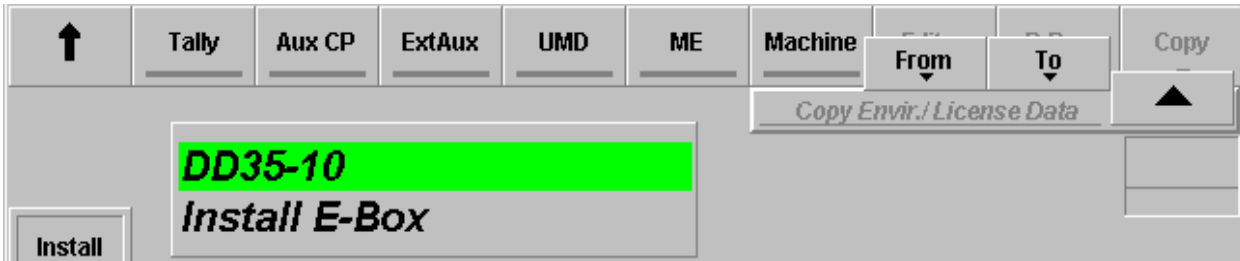 Tally Aux CP ExtAux UMD ME Machine Copy
From To
Copy Envir./ License Data
DD35-10
Install E-Box
Install